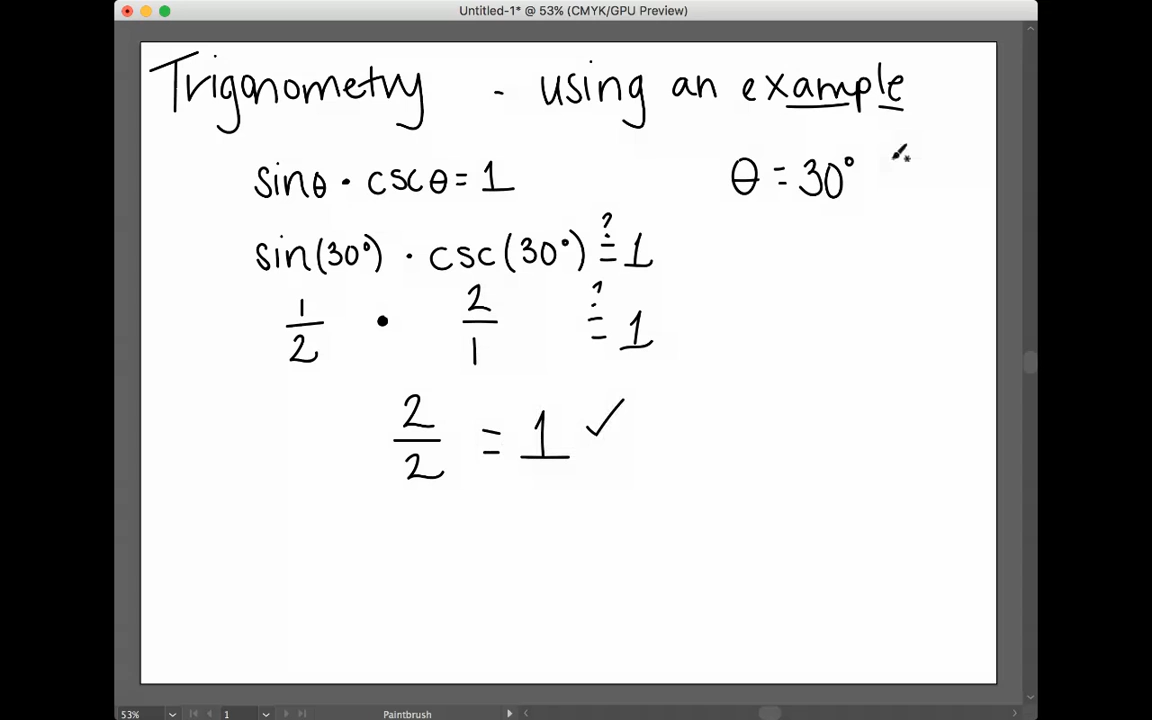 Untitled-1* @ 53% (CMYK/GPU Preview)
Trigonometry - using an example
sinθ · cscθ = 1
θ = 30°
sin(30°) · csc(30°) ≟ 1
1/2 · 2/1 ≟ 1
2/2 = 1 ✓
53% 1 Paintbrush